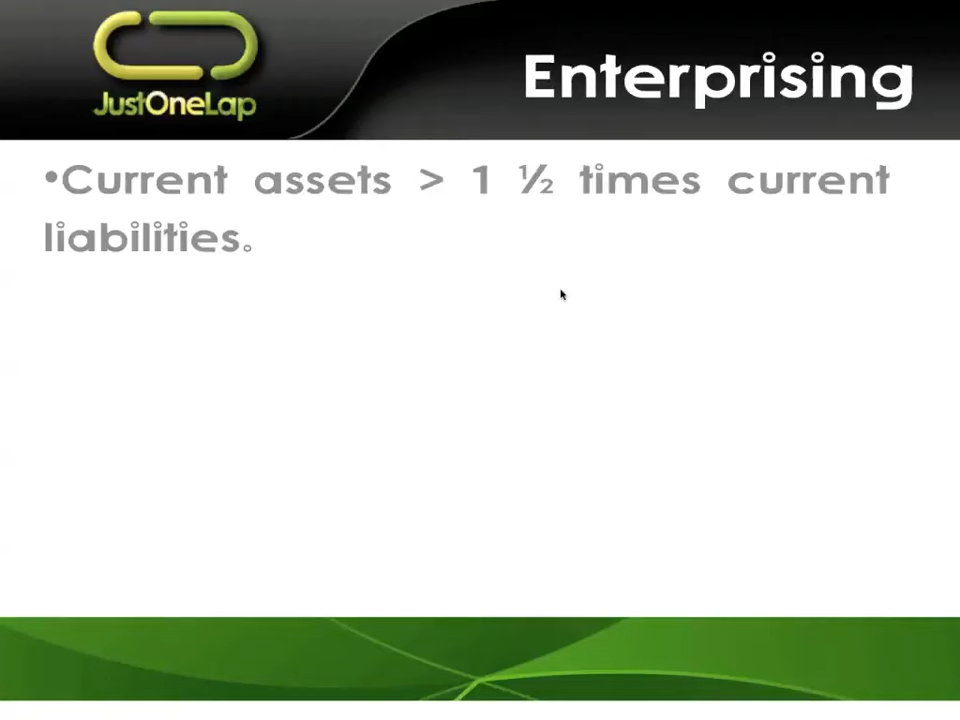 JustOneLap
Enterprising
•Current assets > 1 ½ times current
liabilities.